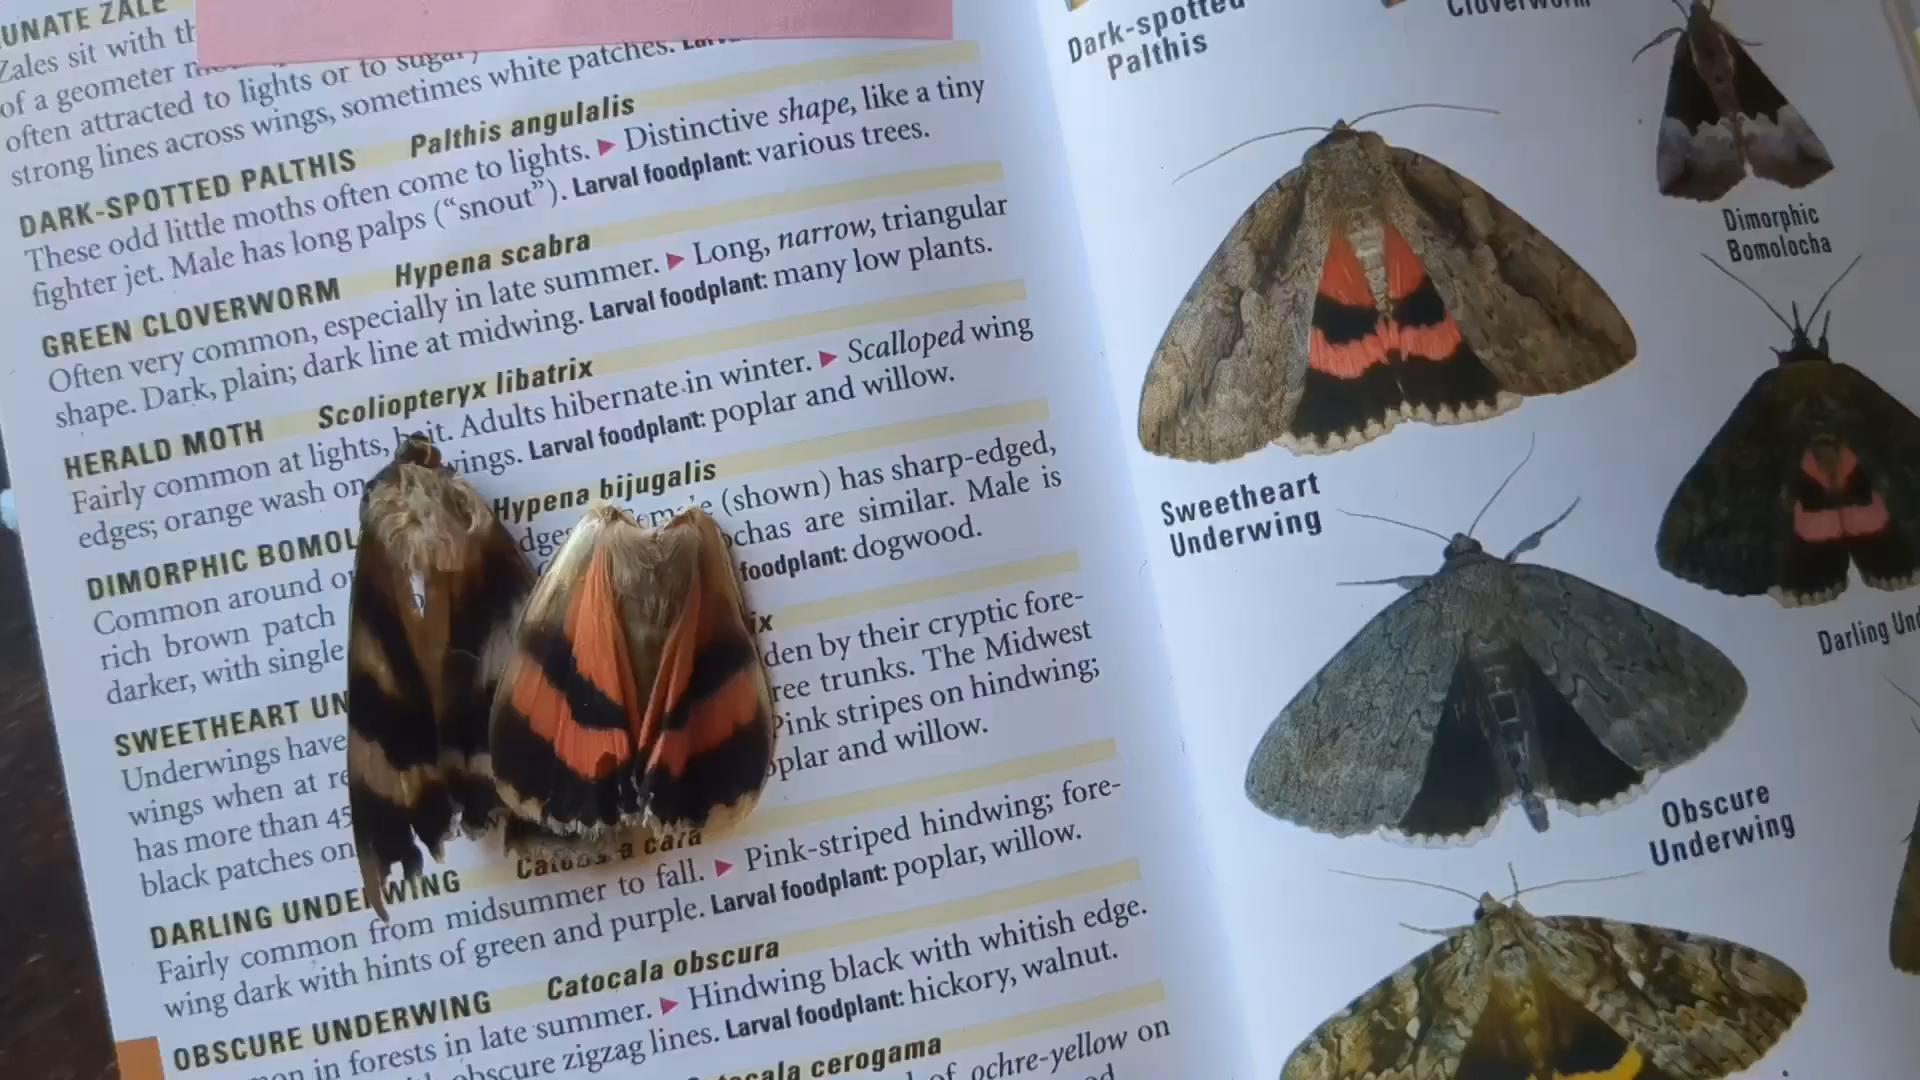 UNATE ZALE
Zales sit with th
of a geometer
often attracted to lights or to sugar,
strong lines across wings, sometimes white patches.
DARK-SPOTTED PALTHIS Palthis angulalis
These odd little moths often come to lights. ▶ Distinctive shape, like a tiny
fighter jet. Male has long palps (“snout”). Larval foodplant: various trees.
GREEN CLOVERWORM Hypena scabra
Often very common, especially in late summer. ▶ Long, narrow, triangular
shape. Dark, plain; dark line at midwing. Larval foodplant: many low plants.
HERALD MOTH Scoliopteryx libatrix
Fairly common at lights, bait. Adults hibernate in winter. ▶ Scalloped wing
edges; orange wash on wings. Larval foodplant: poplar and willow.
DIMORPHIC BOMOL Hypena bijugalis
Common around (shown) has sharp-edged,
rich brown patch ochas are similar. Male is
darker, with single foodplant: dogwood.
SWEETHEART UN ix
Underwings have den by their cryptic fore-
wings when at re ree trunks. The Midwest
has more than 45 Pink stripes on hindwing;
black patches on oplar and willow.
DARLING UNDERWING Catocala cara
Fairly common from midsummer to fall. ▶ Pink-striped hindwing; fore-
wing dark with hints of green and purple. Larval foodplant: poplar, willow.
OBSCURE UNDERWING Catocala obscura
on in forests in late summer. ▶ Hindwing black with whitish edge.
obscure zigzag lines. Larval foodplant: hickory, walnut.
cala cerogama
of ochre-yellow on
Dark-spotted
Palthis
Cloverworm
Dimorphic
Bomolocha
Sweetheart
Underwing
Darling Und
Obscure
Underwing